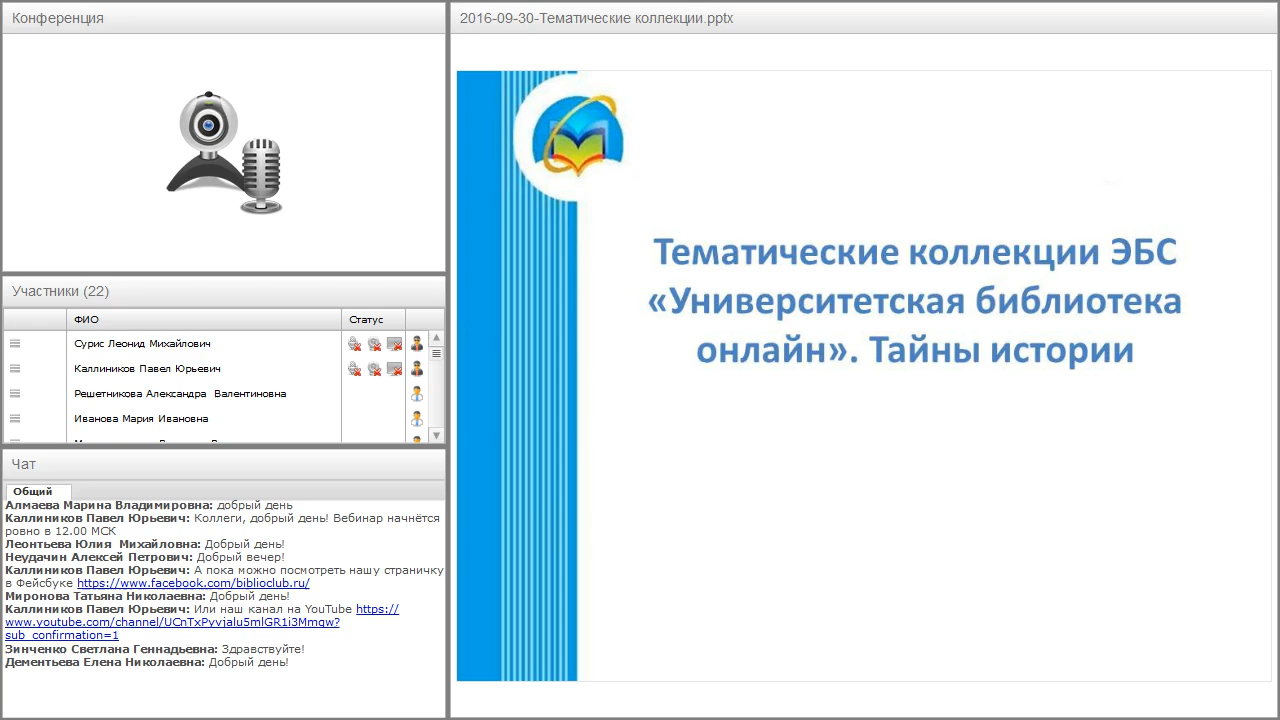 Конференция
2016-09-30-Тематические коллекции.pptx
Тематические коллекции ЭБС
«Университетская библиотека
онлайн». Тайны истории
Участники (22)
ФИО
Статус
Сурис Леонид Михайлович
Каллиников Павел Юрьевич
Решетникова Александра Валентиновна
Иванова Мария Ивановна
Чат
Общий
Алмаева Марина Владимировна: добрый день
Каллиников Павел Юрьевич: Коллеги, добрый день! Вебинар начнётся
ровно в 12.00 МСК
Леонтьева Юлия Михайловна: Добрый день!
Неудачин Алексей Петрович: Добрый вечер!
Каллиников Павел Юрьевич: А пока можно посмотреть нашу страничку
в Фейсбуке https://www.facebook.com/biblioclub.ru/
Миронова Татьяна Николаевна: Добрый день!
Каллиников Павел Юрьевич: Или наш канал на YouTube https://
www.youtube.com/channel/UCnTxPyvjalu5mlGR1i3Mmqw?
sub_confirmation=1
Зинченко Светлана Геннадьевна: Здравствуйте!
Дементьева Елена Николаевна: Добрый день!